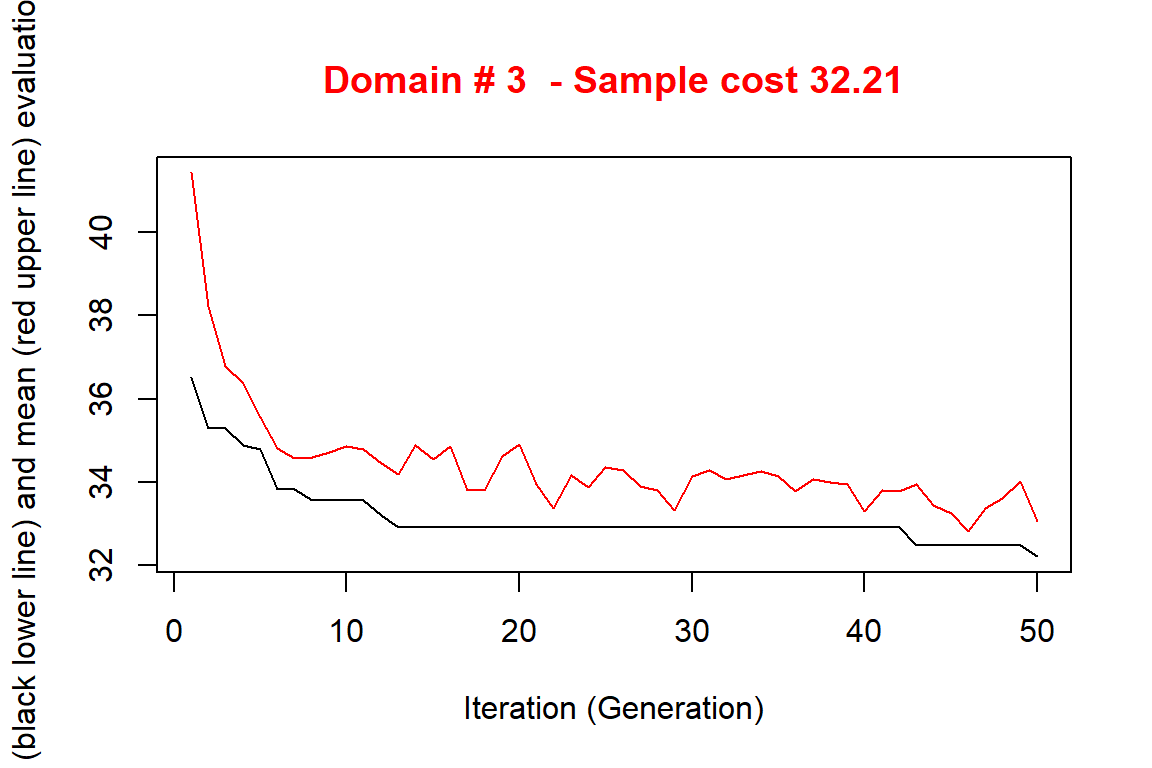 Domain # 3  - Sample cost 32.21
(black lower line) and mean (red upper line) evaluatio
40
38
36
34
32
0 10 20 30 40 50
Iteration (Generation)